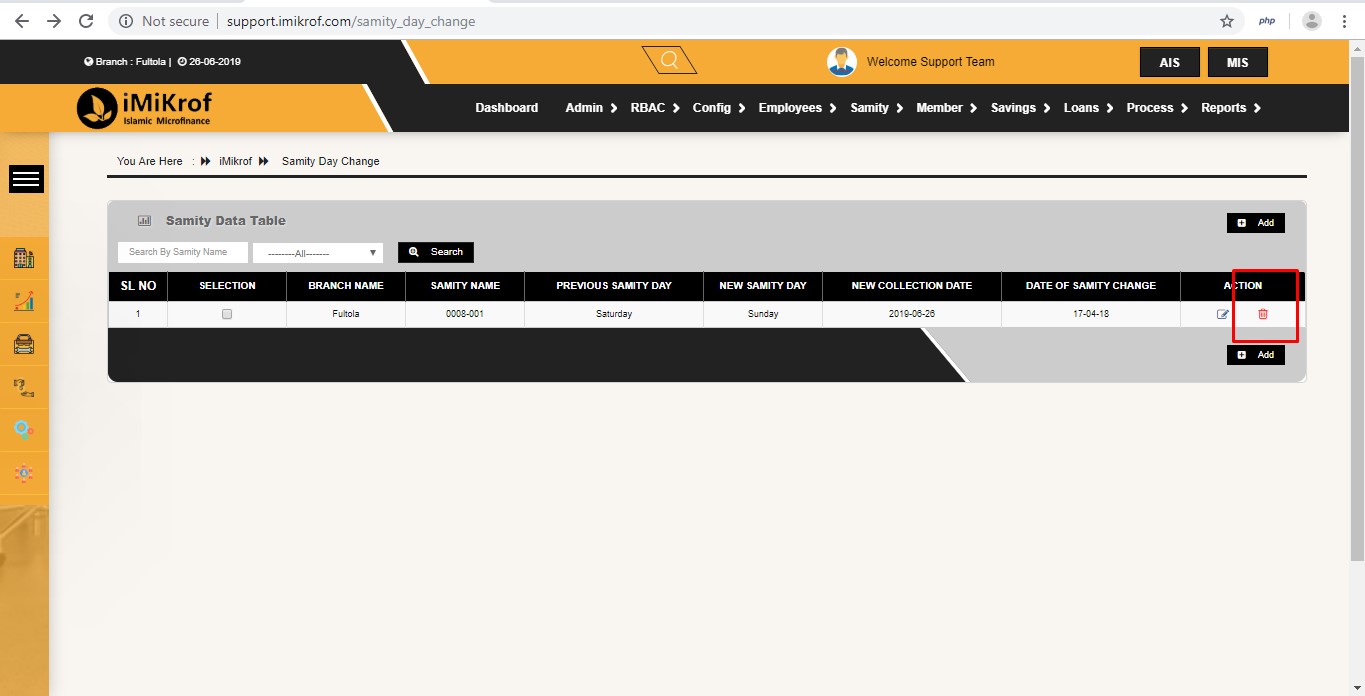 Not secure | support.imikrof.com/samity_day_change
php
Branch : Fultola | 26-06-2019
Welcome Support Team
AIS
MIS
iMiKrof
Islamic Microfinance
Dashboard Admin RBAC Config Employees Samity Member Savings Loans Process Reports
You Are Here : iMikrof Samity Day Change
Samity Data Table
Add
Search By Samity Name
--------All-------
Search
SL NO SELECTION BRANCH NAME SAMITY NAME PREVIOUS SAMITY DAY NEW SAMITY DAY NEW COLLECTION DATE DATE OF SAMITY CHANGE ACTION
1 Fultola 0008-001 Saturday Sunday 2019-06-26 17-04-18
Add